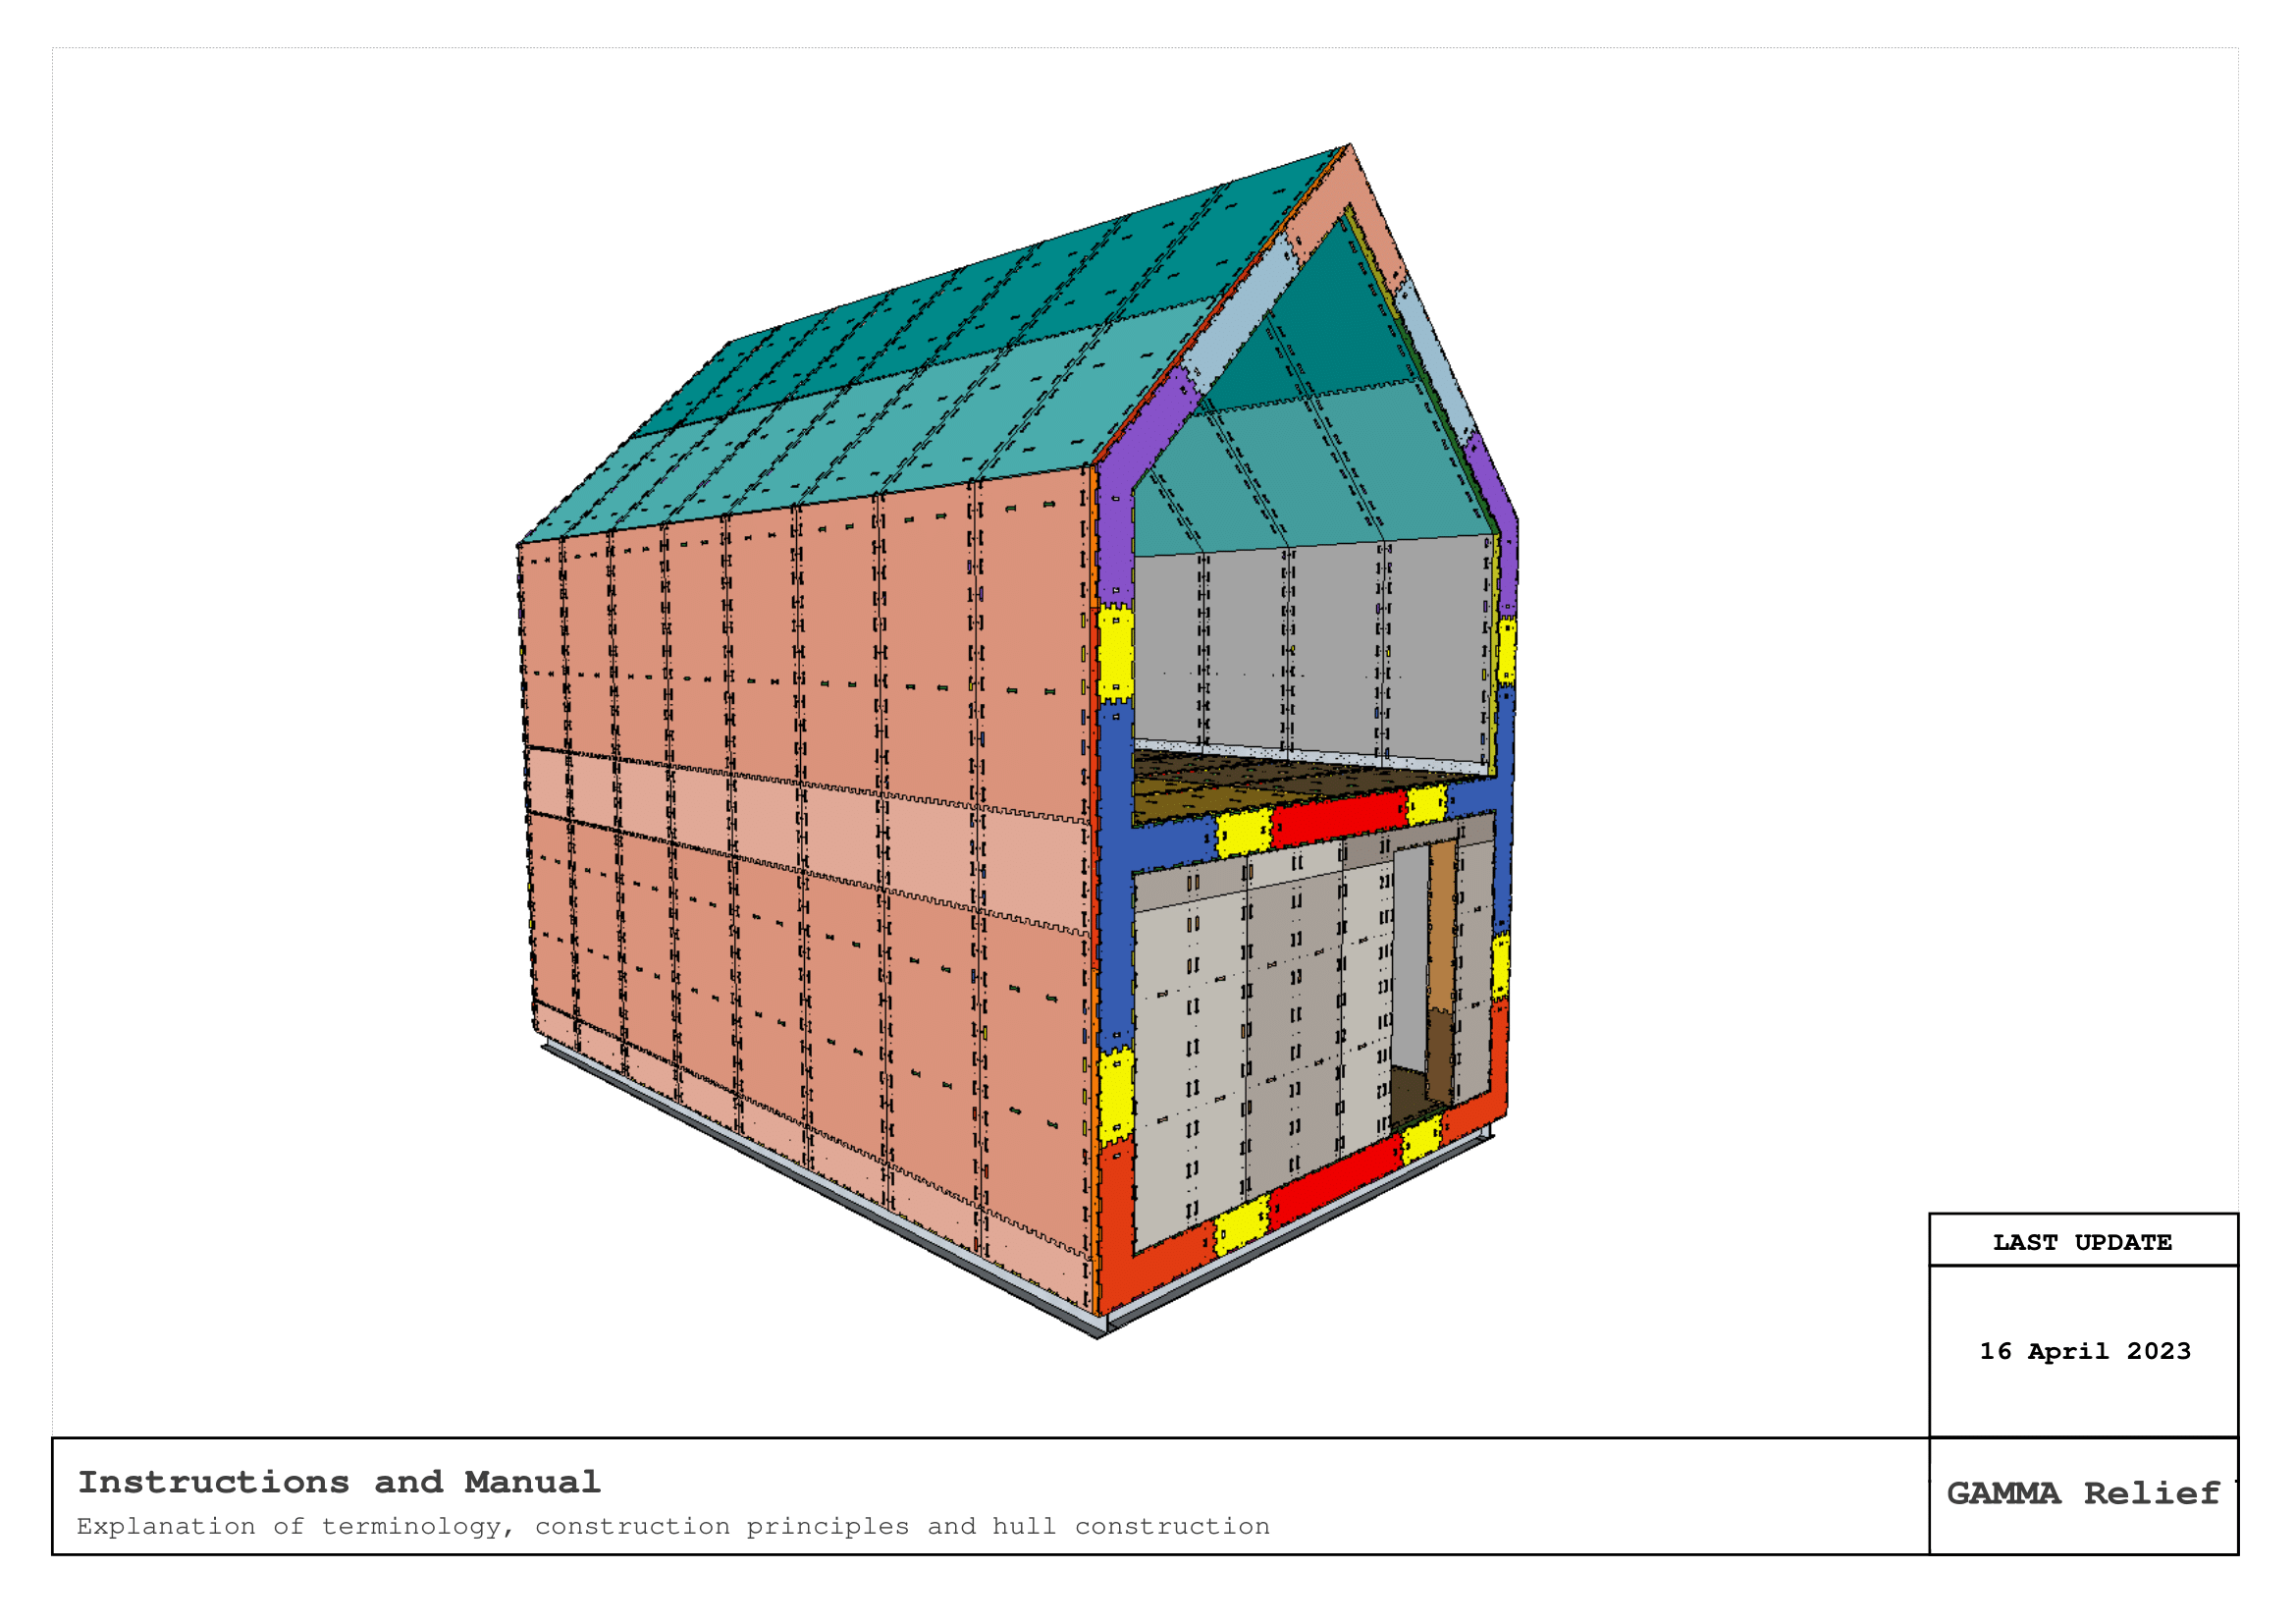 LAST UPDATE
16 April 2023
Instructions and Manual
Explanation of terminology, construction principles and hull construction
GAMMA Relief